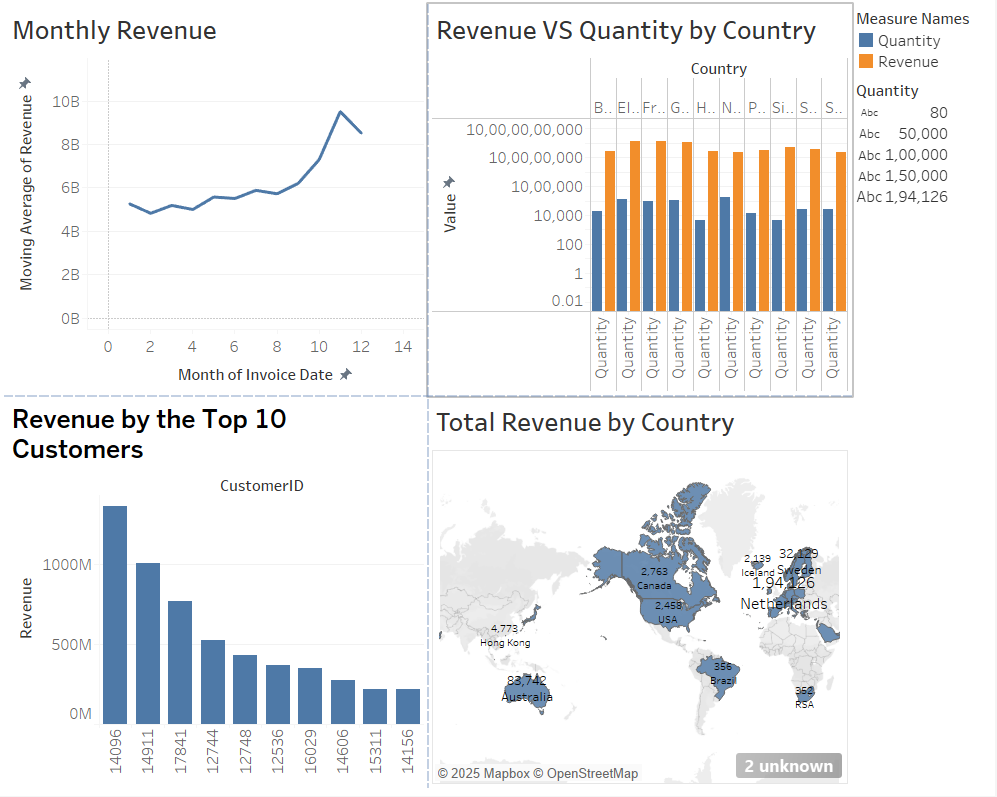 Monthly Revenue
Moving Average of Revenue
10B
8B
6B
4B
2B
0B
0 2 4 6 8 10 12 14
Month of Invoice Date
Revenue VS Quantity by Country
Country
B.. El.. Fr.. G.. H.. N.. P.. Si.. S.. S..
Value
10,00,00,00,000
10,00,00,000
10,00,000
10,000
100
1
0.01
Quantity Quantity Quantity Quantity Quantity Quantity Quantity Quantity Quantity Quantity
Measure Names
Quantity
Revenue
Quantity
Abc 80
Abc 50,000
Abc 1,00,000
Abc 1,50,000
Abc 1,94,126
Revenue by the Top 10
Customers
CustomerID
Revenue
1000M
500M
0M
14096 14911 17841 12744 12748 12536 16029 14606 15311 14156
Total Revenue by Country
2,139
Iceland
32,129
Sweden
1,94,126
Netherlands
2,763
Canada
2,458
USA
4,773
Hong Kong
83,742
Australia
356
Brazil
352
RSA
© 2025 Mapbox © OpenStreetMap
2 unknown